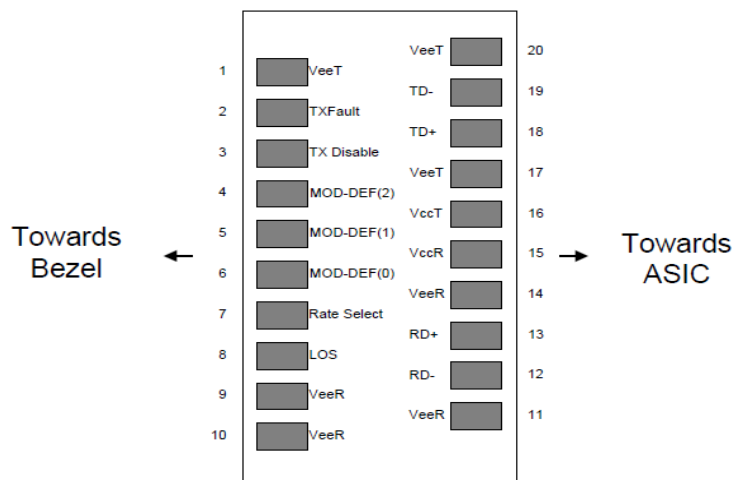 1 VeeT
2 TXFault
3 TX Disable
4 MOD-DEF(2)
5 MOD-DEF(1)
6 MOD-DEF(0)
7 Rate Select
8 LOS
9 VeeR
10 VeeR
VeeT 20
TD- 19
TD+ 18
VeeT 17
VccT 16
VccR 15
VeeR 14
RD+ 13
RD- 12
VeeR 11
Towards
Bezel
Towards
ASIC